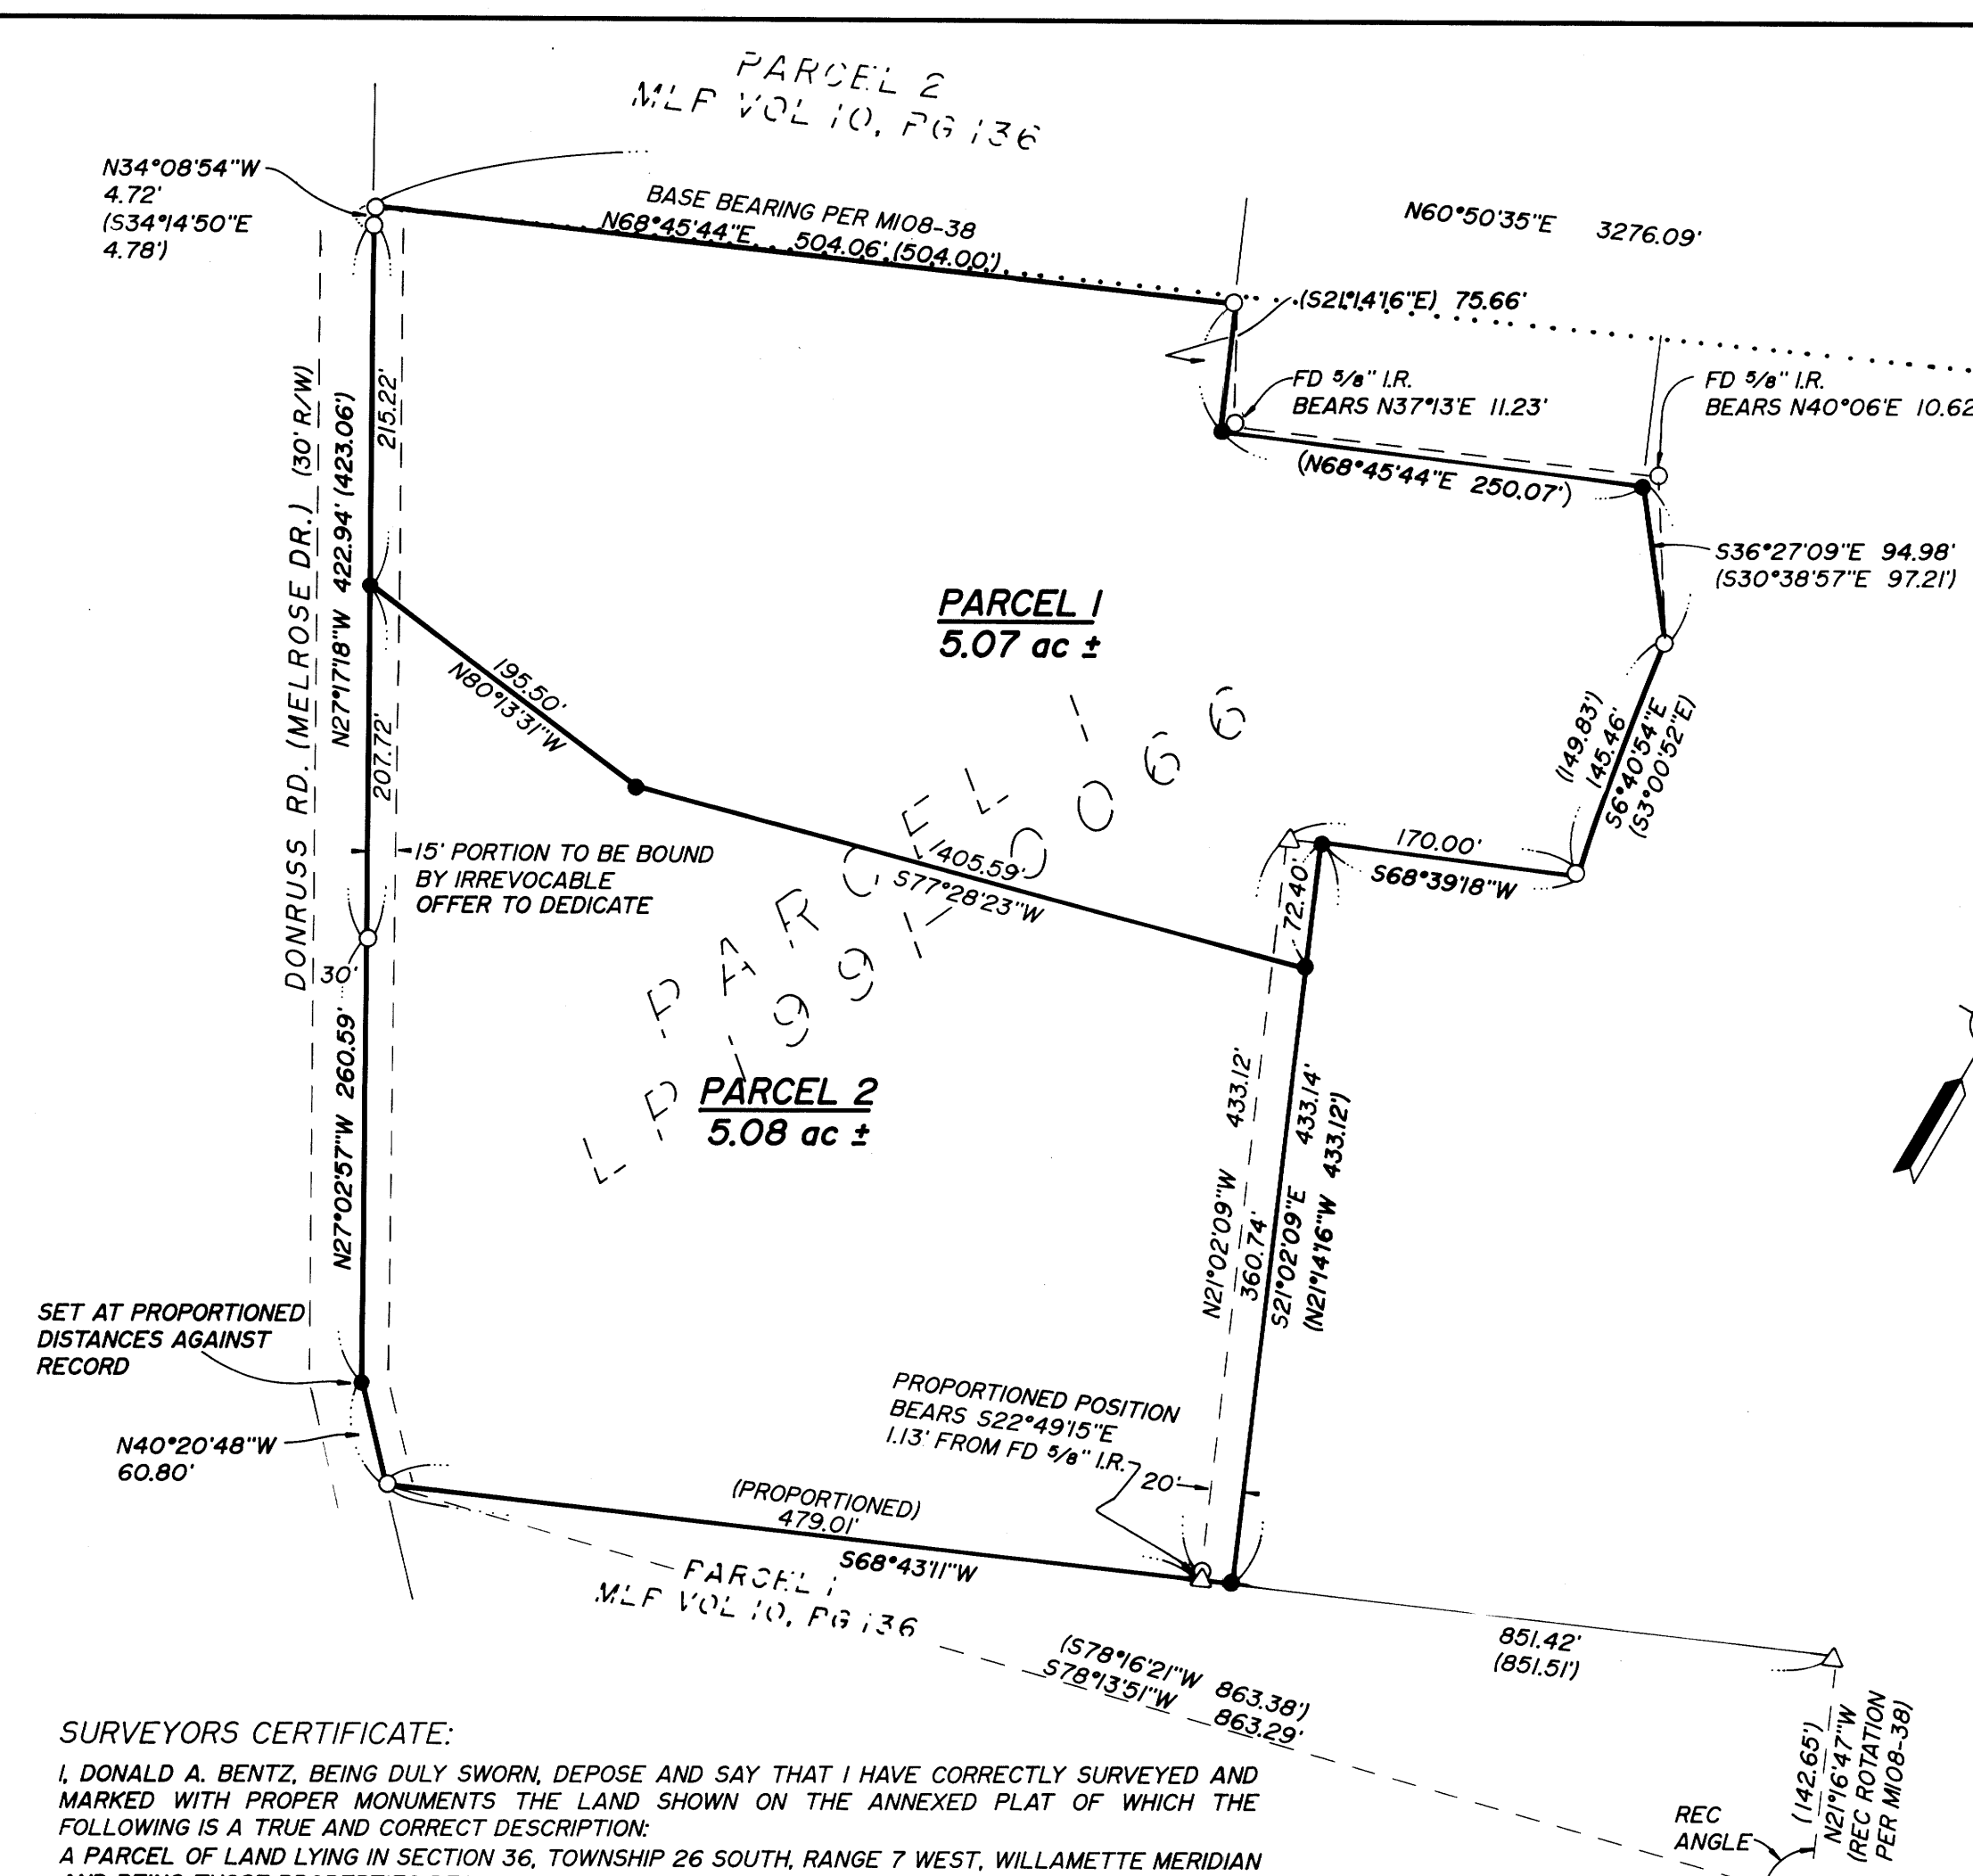 PARCEL 2
MLP VOL 10, PG 136
N34°08'54"W
4.72'
(S34°14'50"E
4.78')
BASE BEARING PER M108-38
N68°45'44"E 504.06' (504.00')
N60°50'35"E 3276.09'
(S21°14'16"E) 75.66'
FD 5/8" I.R.
BEARS N37°13'E 11.23'
FD 5/8" I.R.
BEARS N40°06'E 10.62
(N68°45'44"E 250.07')
S36°27'09"E 94.98'
(S30°38'57"E 97.21')
DONRUSS RD. (MELROSE DR.) (30' R/W)
N27°17'18"W 422.94' (423.06')
215.22'
207.72'
PARCEL 1
5.07 ac ±
195.50'
N80°13'31"W
(149.83')
145.46'
S6°40'54"E
(S3°00'52"E)
1405.59'
S77°28'23"W
170.00'
S68°39'18"W
72.40'
15' PORTION TO BE BOUND
BY IRREVOCABLE
OFFER TO DEDICATE
30'
LP PARCEL 1
1991-0066
PARCEL 2
5.08 ac ±
N27°02'57"W 260.59'
N21°02'09"W 433.12'
360.74'
S21°02'09"E 433.14'
(N21°14'16"W 433.12')
SET AT PROPORTIONED
DISTANCES AGAINST
RECORD
N40°20'48"W
60.80'
PROPORTIONED POSITION
BEARS S22°49'15"E
1.13' FROM FD 5/8" I.R.
20'
(PROPORTIONED)
479.01'
S68°43'11"W
PARCEL 1
MLP VOL 10, PG 136
851.42'
(851.51')
(S78°16'21"W 863.38')
S78°13'51"W 863.29'
(142.65')
N21°16'47"W
(REC ROTATION
PER M108-38)
REC
ANGLE
SURVEYORS CERTIFICATE:
I, DONALD A. BENTZ, BEING DULY SWORN, DEPOSE AND SAY THAT I HAVE CORRECTLY SURVEYED AND
MARKED WITH PROPER MONUMENTS THE LAND SHOWN ON THE ANNEXED PLAT OF WHICH THE
FOLLOWING IS A TRUE AND CORRECT DESCRIPTION:
A PARCEL OF LAND LYING IN SECTION 36, TOWNSHIP 26 SOUTH, RANGE 7 WEST, WILLAMETTE MERIDIAN